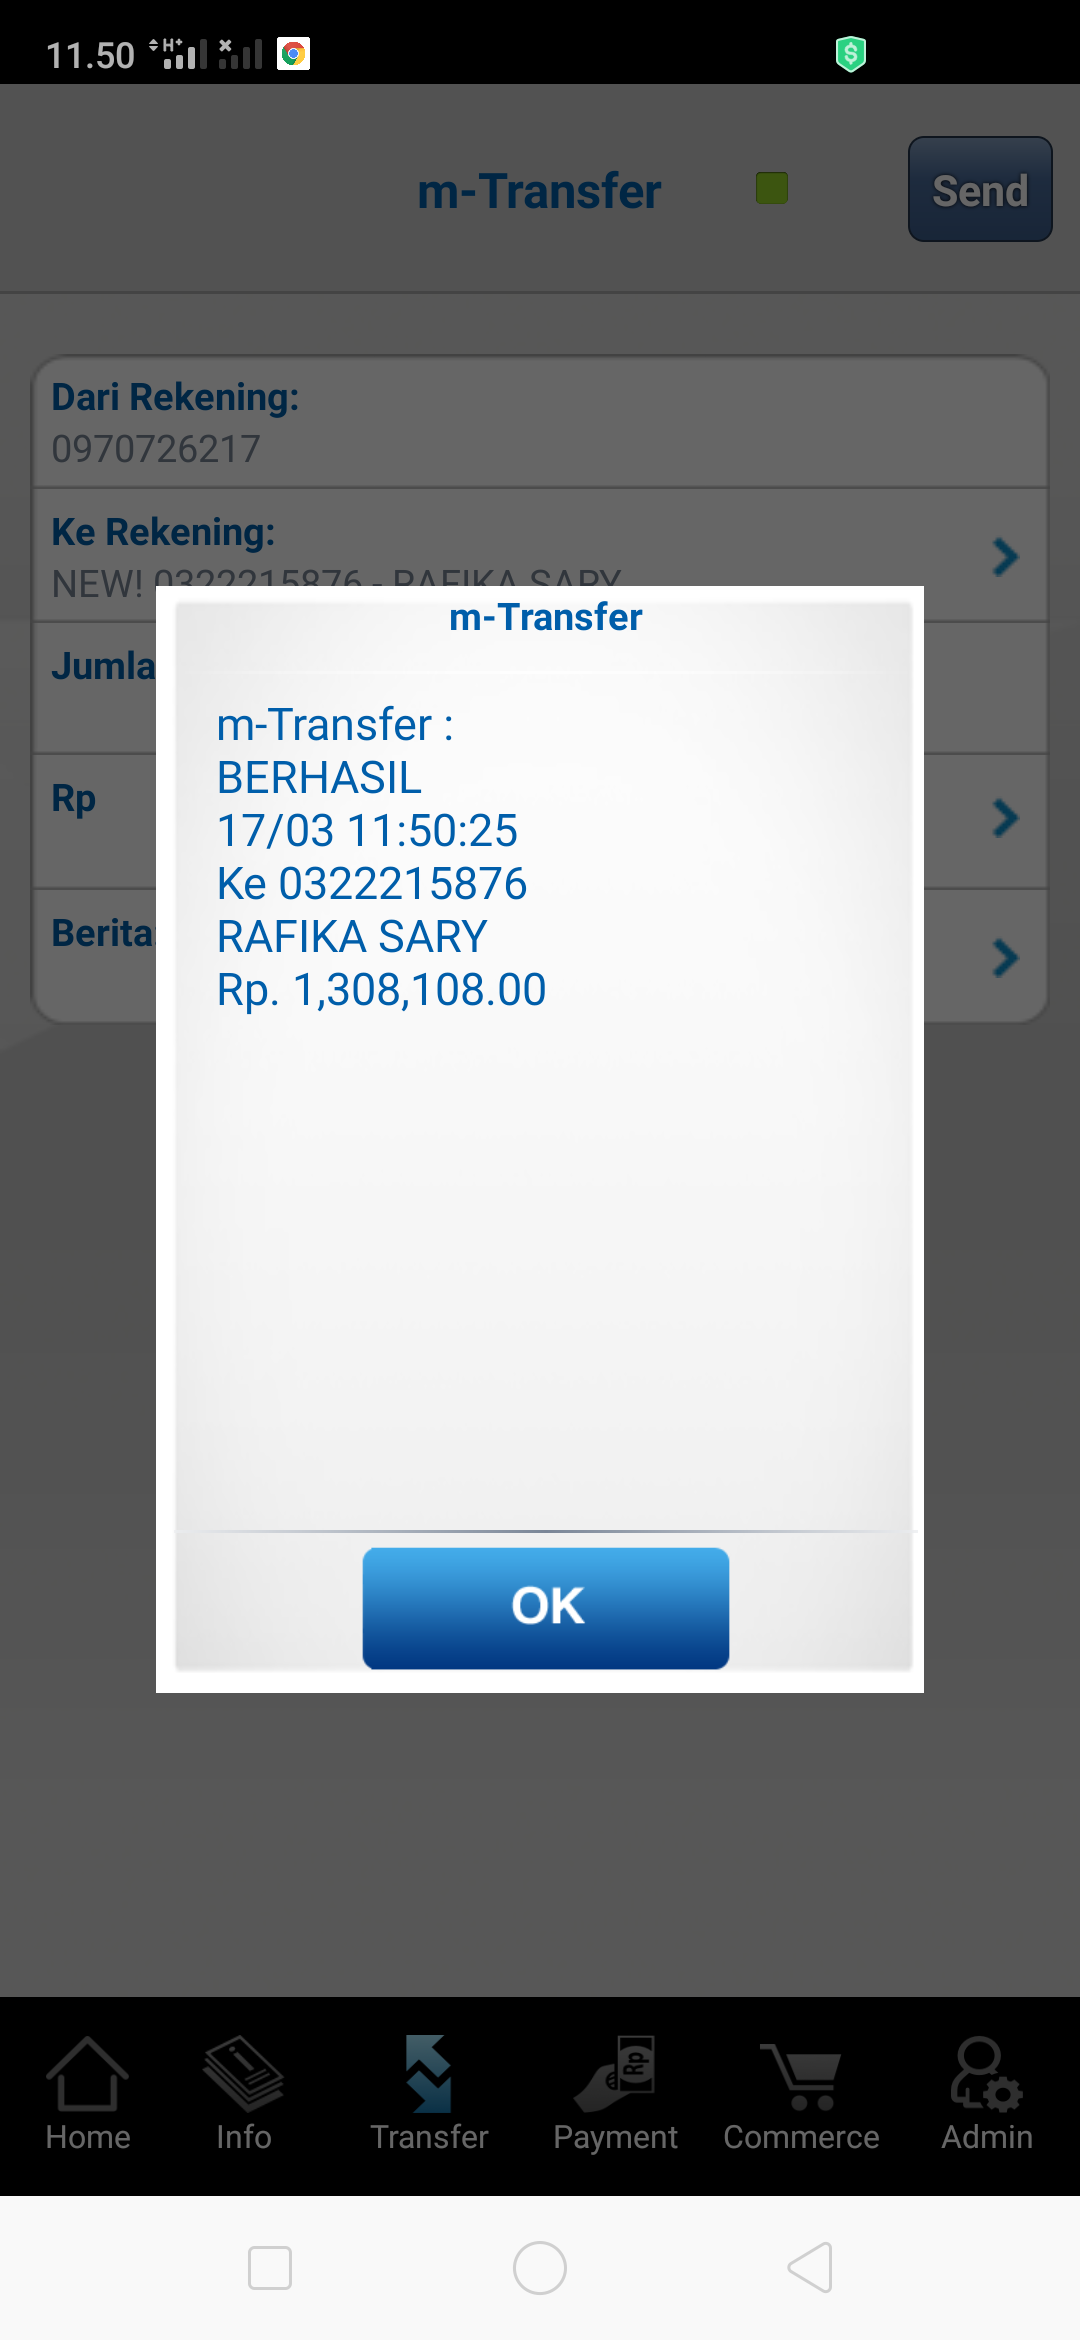 11.50
H+
m-Transfer
Send
Dari Rekening:
0970726217
Ke Rekening:
NEW! 0322215876 - RAFIKA SARY
Jumla
Rp
Berita:
m-Transfer
m-Transfer :
BERHASIL
17/03 11:50:25
Ke 0322215876
RAFIKA SARY
Rp. 1,308,108.00
OK
Home
Info
Transfer
Rp
Payment
Commerce
Admin